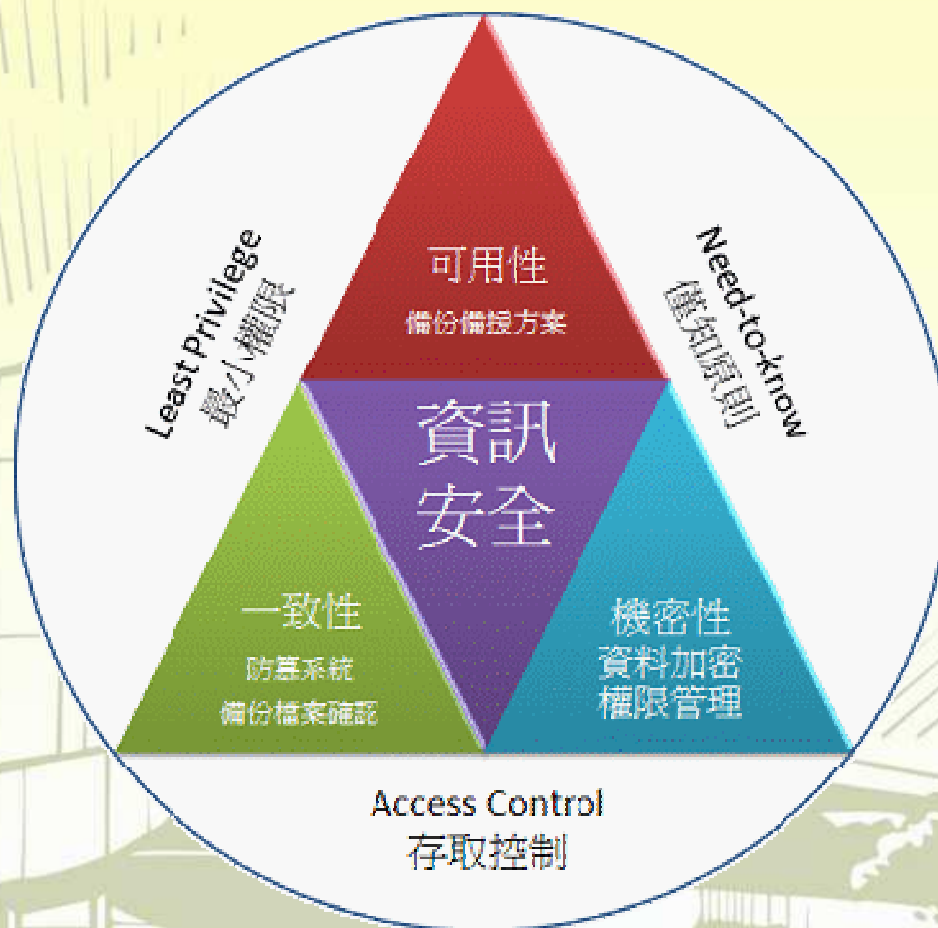 可用性
備份備援方案
Least Privilege
最小權限
Need-to-know
僅知原則
資訊
安全
一致性
防篡系統
備份檔案確認
機密性
資料加密
權限管理
Access Control
存取控制